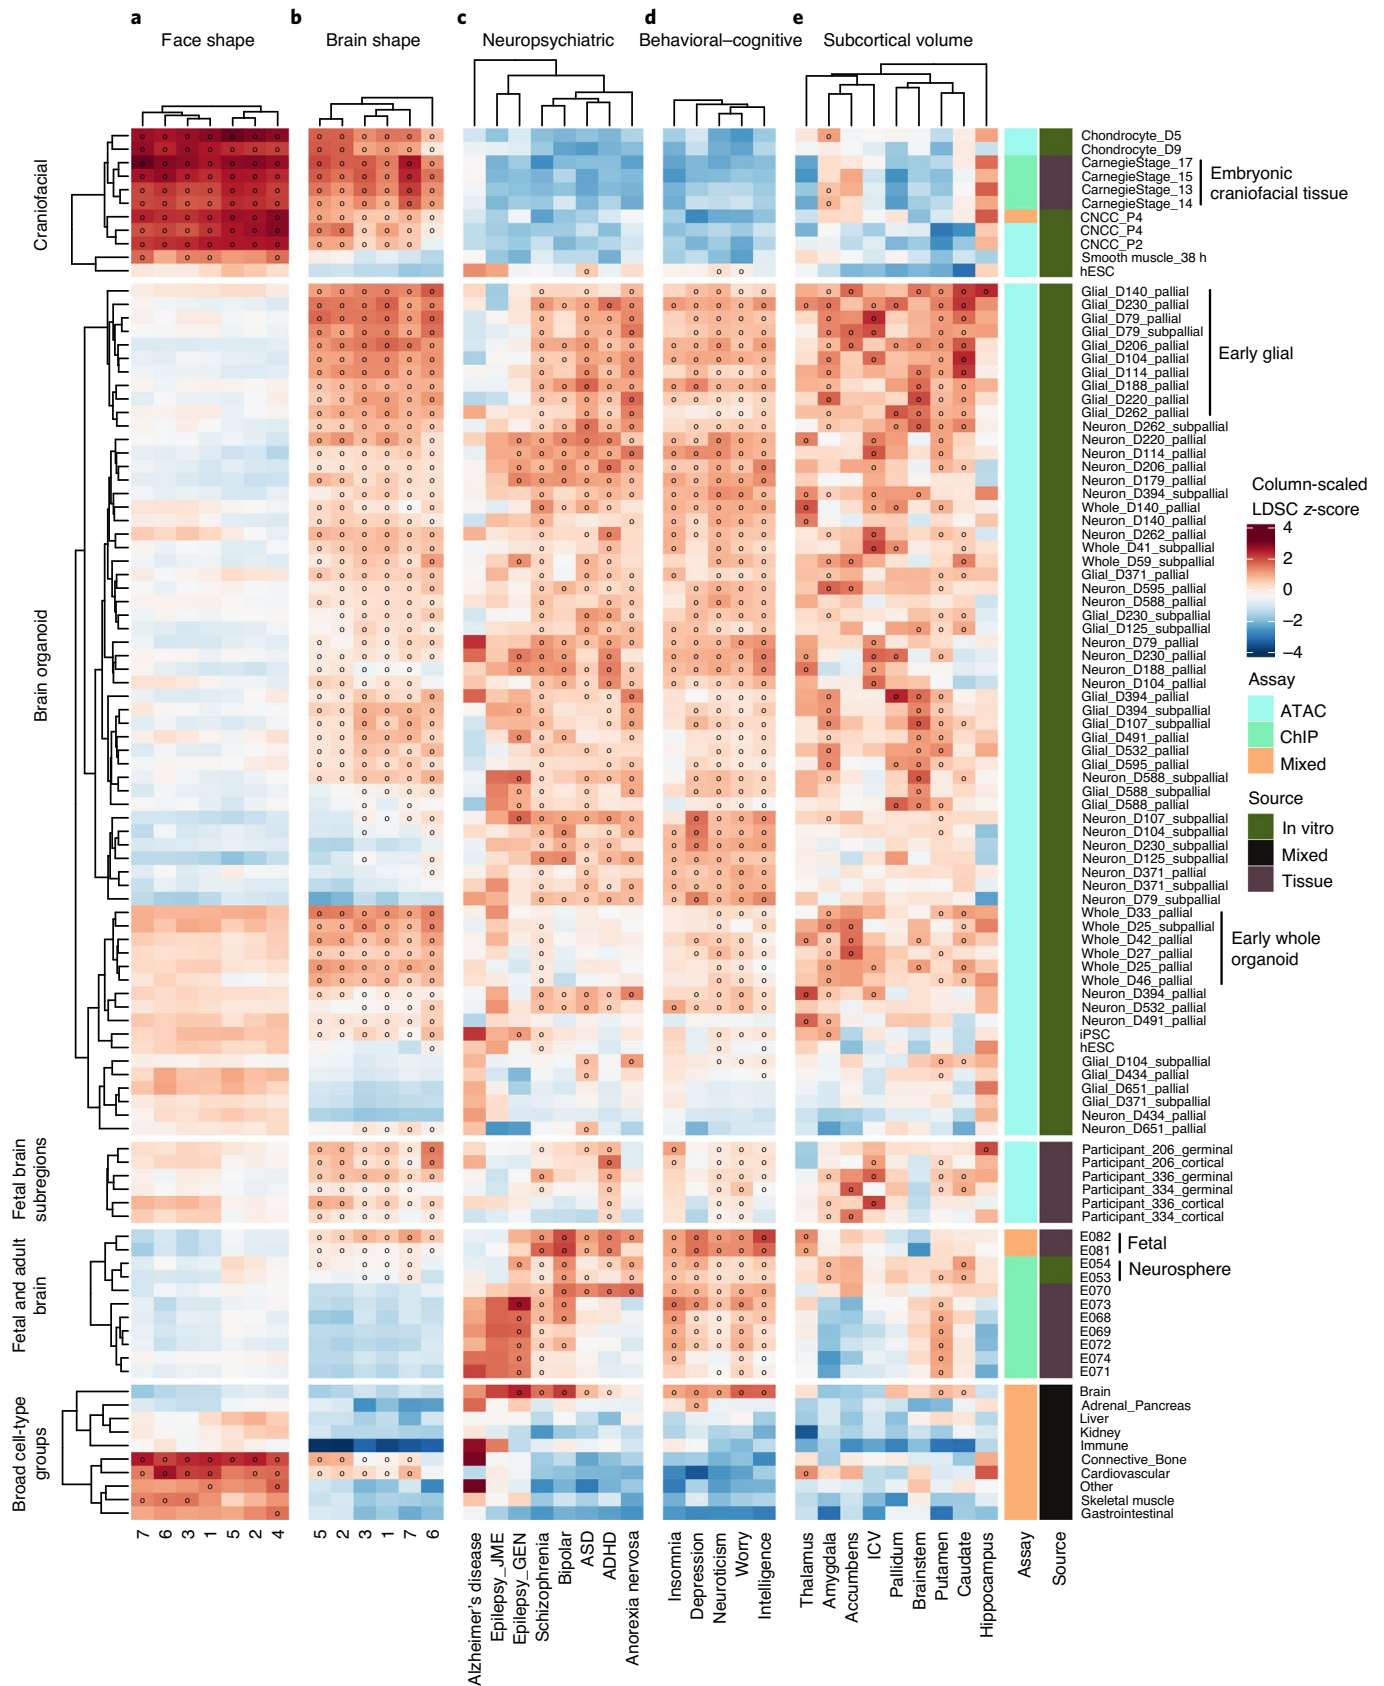 a
b
c
d
e
Face shape
Brain shape
Neuropsychiatric
Behavioral–cognitive
Subcortical volume
Craniofacial
Chondrocyte_D5
Chondrocyte_D9
CarnegieStage_17
CarnegieStage_15
CarnegieStage_13
CarnegieStage_14
CNCC_P4
CNCC_P4
CNCC_P2
Smooth muscle_38 h
hESC
Embryonic
craniofacial tissue
Brain organoid
Glial_D140_pallial
Glial_D230_pallial
Glial_D79_pallial
Glial_D79_subpallial
Glial_D206_pallial
Glial_D104_pallial
Glial_D114_pallial
Glial_D188_pallial
Glial_D220_pallial
Glial_D262_pallial
Neuron_D262_subpallial
Neuron_D220_pallial
Neuron_D114_pallial
Neuron_D206_pallial
Neuron_D179_pallial
Neuron_D394_subpallial
Whole_D140_pallial
Neuron_D140_pallial
Neuron_D262_pallial
Whole_D41_subpallial
Whole_D59_subpallial
Glial_D371_pallial
Neuron_D595_pallial
Neuron_D588_pallial
Glial_D230_subpallial
Glial_D125_subpallial
Neuron_D79_pallial
Neuron_D230_pallial
Neuron_D188_pallial
Neuron_D104_pallial
Glial_D394_pallial
Glial_D394_subpallial
Glial_D107_subpallial
Glial_D491_pallial
Glial_D532_pallial
Glial_D595_pallial
Neuron_D588_subpallial
Glial_D588_subpallial
Glial_D588_pallial
Neuron_D107_subpallial
Neuron_D104_subpallial
Neuron_D230_subpallial
Neuron_D125_subpallial
Neuron_D371_pallial
Neuron_D371_subpallial
Neuron_D79_subpallial
Whole_D33_pallial
Whole_D25_subpallial
Whole_D42_pallial
Whole_D27_pallial
Whole_D25_pallial
Whole_D46_pallial
Neuron_D394_pallial
Neuron_D532_pallial
Neuron_D491_pallial
iPSC
hESC
Glial_D104_subpallial
Glial_D434_pallial
Glial_D651_pallial
Glial_D371_subpallial
Neuron_D434_pallial
Neuron_D651_pallial
Early glial
Early whole
organoid
Fetal brain
subregions
Participant_206_germinal
Participant_206_cortical
Participant_336_germinal
Participant_334_germinal
Participant_336_cortical
Participant_334_cortical
Fetal and adult
brain
E082
E081
E054
E053
E070
E073
E068
E069
E072
E074
E071
Fetal
Neurosphere
Broad cell-type
groups
Brain
Adrenal_Pancreas
Liver
Kidney
Immune
Connective_Bone
Cardiovascular
Other
Skeletal muscle
Gastrointestinal
7 6 3 1 5 2 4
5 2 3 1 7 6
Alzheimer's disease
Epilepsy_JME
Epilepsy_GEN
Schizophrenia
Bipolar
ASD
ADHD
Anorexia nervosa
Insomnia
Depression
Neuroticism
Worry
Intelligence
Thalamus
Amygdala
Accumbens
ICV
Pallidum
Brainstem
Putamen
Caudate
Hippocampus
Assay
Source
Column-scaled
LDSC z-score
4
2
0
−2
−4
Assay
ATAC
ChIP
Mixed
Source
In vitro
Mixed
Tissue